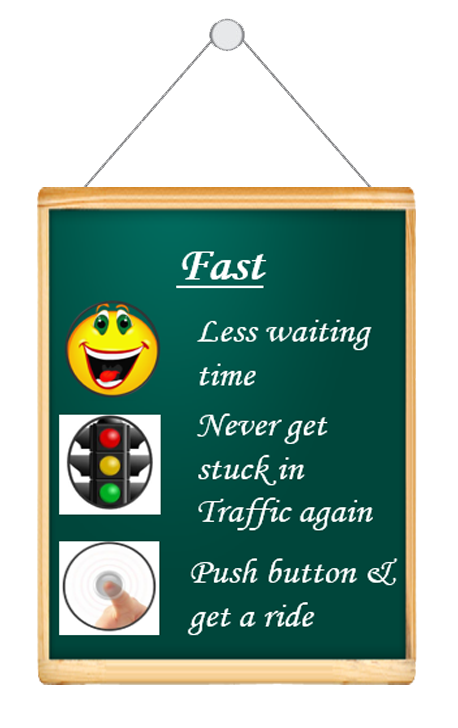 Fast
Less waiting
time
Never get
stuck in
Traffic again
Push button &
get a ride